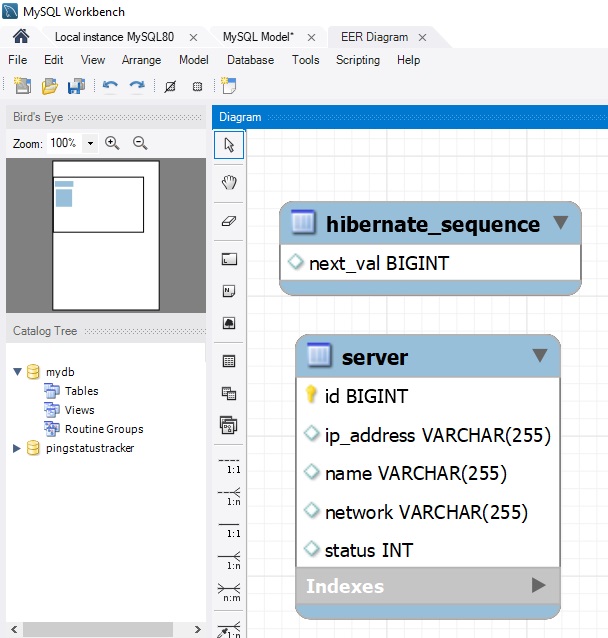 MySQL Workbench
Local instance MySQL80 MySQL Model* EER Diagram
File Edit View Arrange Model Database Tools Scripting Help
Bird's Eye
Zoom: 100%
Catalog Tree
mydb
Tables
Views
Routine Groups
pingstatustracker
Diagram
1:1
1:n
1:1
1:n
n:m
1:n
hibernate_sequence
next_val BIGINT
server
id BIGINT
ip_address VARCHAR(255)
name VARCHAR(255)
network VARCHAR(255)
status INT
Indexes